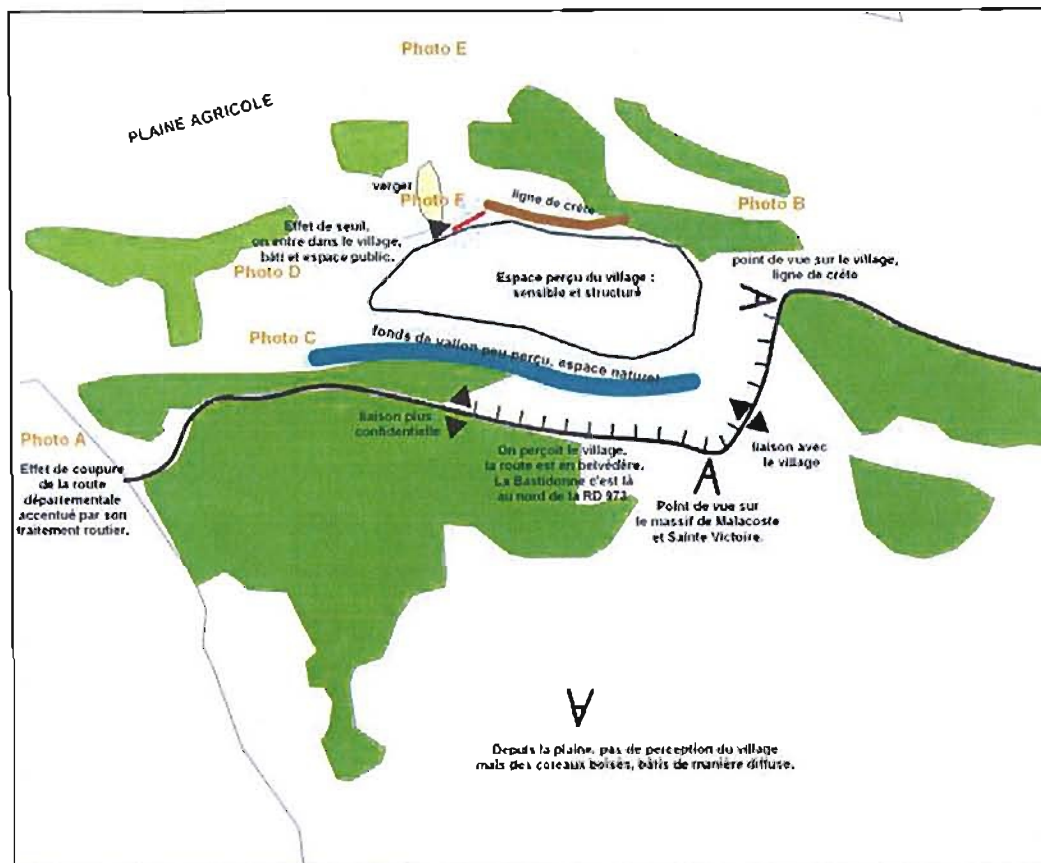 Photo E
PLAINE AGRICOLE
verger
Photo F
ligne de crête
Photo B
Effet de seuil,
on entre dans le village,
bâti et espace public.
point de vue sur le village,
ligne de crête
Photo D
Espace perçu du village :
sensible et structuré
Photo C
fonds de vallon peu perçu, espace naturel
liaison plus
confidentielle
Photo A
Effet de coupure
de la route
départementale
accentué par son
traitement routier.
On perçoit le village,
la route est en belvédère.
La Bastidonne c'est là
au nord de la RD 973
liaison avec
le village
Point de vue sur
le massif de Malacoste
et Sainte Victoire.
Depuis la plaine, pas de perception du village
mais des coteaux boisés, bâtis de manière diffuse.